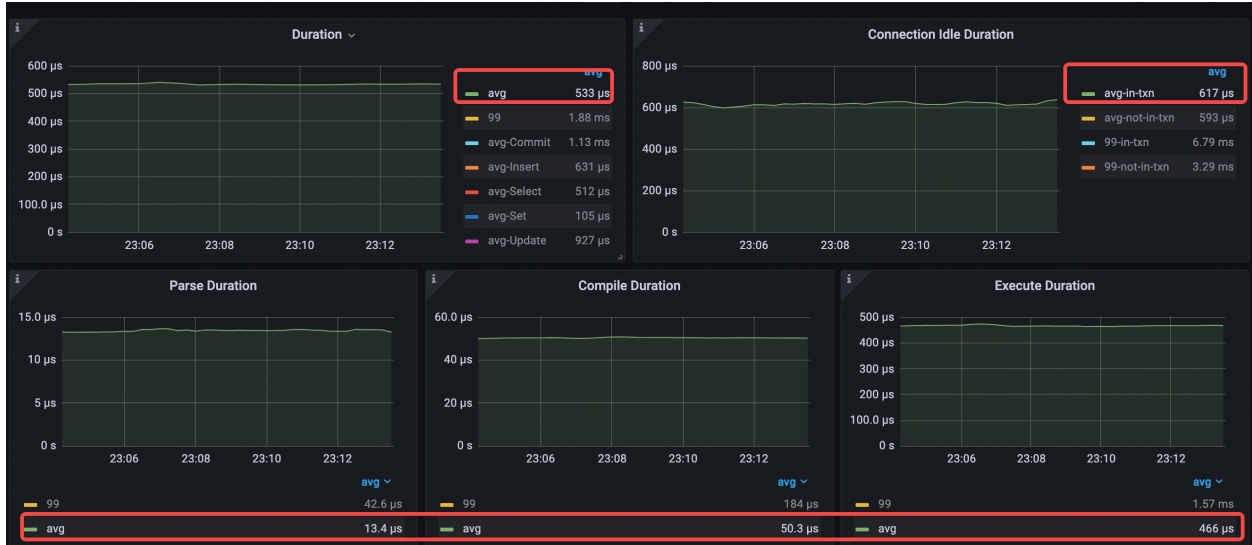 Duration
600 µs
500 µs
400 µs
300 µs
200 µs
100.0 µs
0 s
23:06 23:08 23:10 23:12
avg
avg 533 µs
99 1.88 ms
avg-Commit 1.13 ms
avg-Insert 631 µs
avg-Select 512 µs
avg-Set 105 µs
avg-Update 927 µs
Connection Idle Duration
800 µs
600 µs
400 µs
200 µs
0 s
23:06 23:08 23:10 23:12
avg
avg-in-txn 617 µs
avg-not-in-txn 593 µs
99-in-txn 6.79 ms
99-not-in-txn 3.29 ms
Parse Duration
15.0 µs
10 µs
5 µs
0 s
23:06 23:08 23:10 23:12
avg
99 42.6 µs
avg 13.4 µs
Compile Duration
60.0 µs
40 µs
20 µs
0 s
23:06 23:08 23:10 23:12
avg
99 184 µs
avg 50.3 µs
Execute Duration
500 µs
400 µs
300 µs
200 µs
100.0 µs
0 s
23:06 23:08 23:10 23:12
avg
99 1.57 ms
avg 466 µs